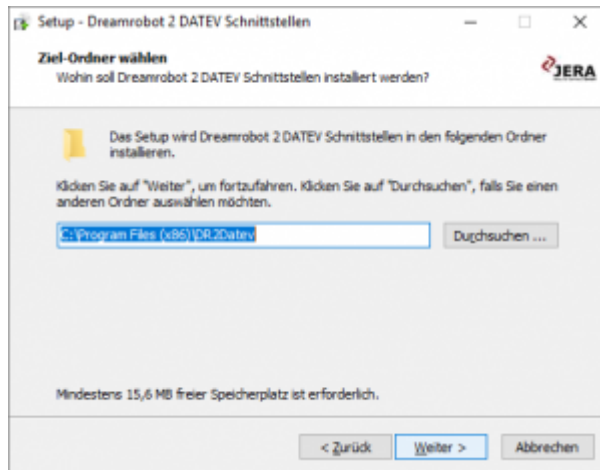 Setup - Dreamrobot 2 DATEV Schnittstellen
Ziel-Ordner wählen
Wohin soll Dreamrobot 2 DATEV Schnittstellen installiert werden?
JERA
Das Setup wird Dreamrobot 2 DATEV Schnittstellen in den folgenden Ordner
installieren.
Klicken Sie auf "Weiter", um fortzufahren. Klicken Sie auf "Durchsuchen", falls Sie einen
anderen Ordner auswählen möchten.
C:\Program Files (x86)\DR2Datev
Durchsuchen ...
Mindestens 15,6 MB freier Speicherplatz ist erforderlich.
< Zurück
Weiter >
Abbrechen